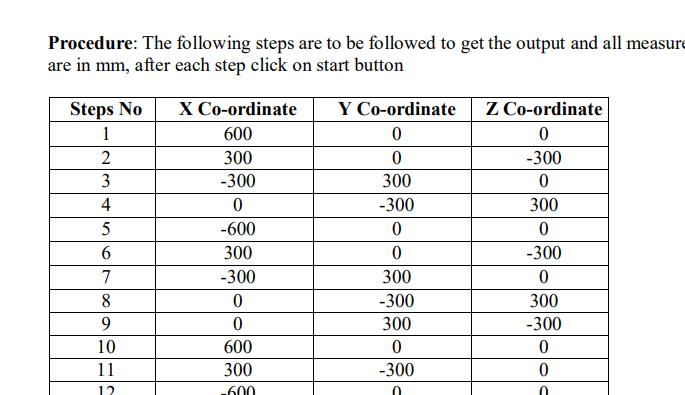 Procedure: The following steps are to be followed to get the output and all
are in mm, after each step click on start button
Steps No X Co-ordinate Y Co-ordinate Z Co-ordinate
1 600 0 0
2 300 0 -300
3 -300 300 0
4 0 -300 300
5 -600 0 0
6 300 0 -300
7 -300 300 0
8 0 -300 300
9 0 300 -300
10 600 0 0
11 300 -300 0
12 -600 0 0